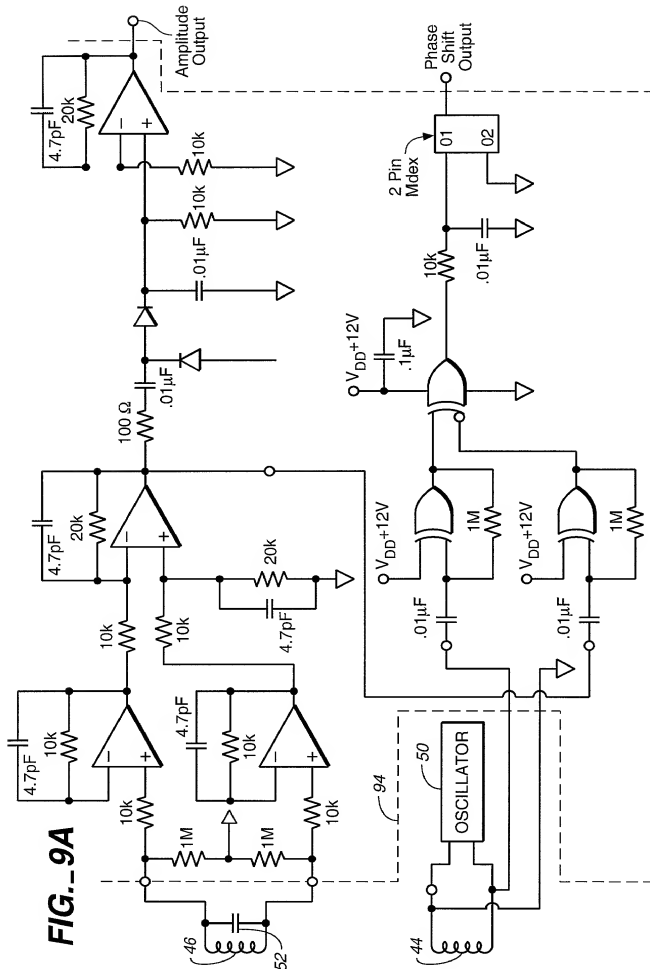 Amplitude
Output
4.7pF
20k
10k
10k
.01µF
.01µF
100 Ω
4.7pF
20k
10k
10k
20k
4.7pF
4.7pF
10k
10k
4.7pF
10k
10k
1M
1M
46
52
FIG._9A
Phase
Shift
Output
2 Pin
Mdex
01
02
10k
.01µF
VDD+12V
.1µF
VDD+12V
1M
.01µF
VDD+12V
1M
.01µF
94
50
OSCILLATOR
44